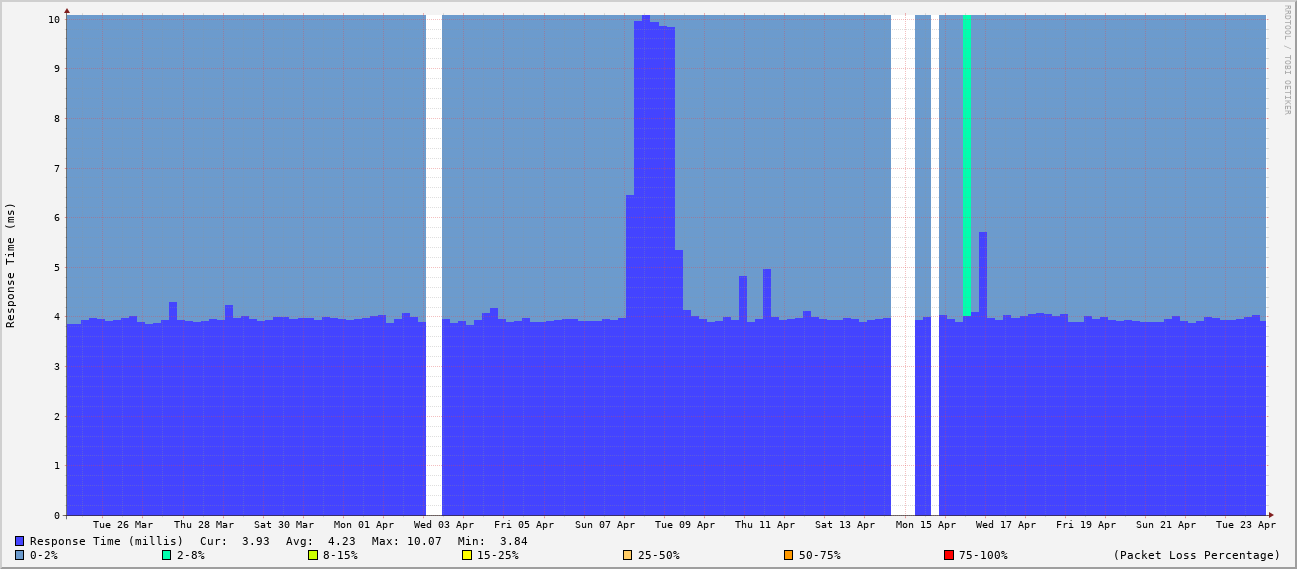 RRDTOOL / TOBI OETIKER
Response Time (ms)
10
9
8
7
6
5
4
3
2
1
0
Tue 26 Mar Thu 28 Mar Sat 30 Mar Mon 01 Apr Wed 03 Apr Fri 05 Apr Sun 07 Apr Tue 09 Apr Thu 11 Apr Sat 13 Apr Mon 15 Apr Wed 17 Apr Fri 19 Apr Sun 21 Apr Tue 23 Apr
Response Time (millis) Cur: 3.93 Avg: 4.23 Max: 10.07 Min: 3.84
0-2% 2-8% 8-15% 15-25% 25-50% 50-75% 75-100% (Packet Loss Percentage)